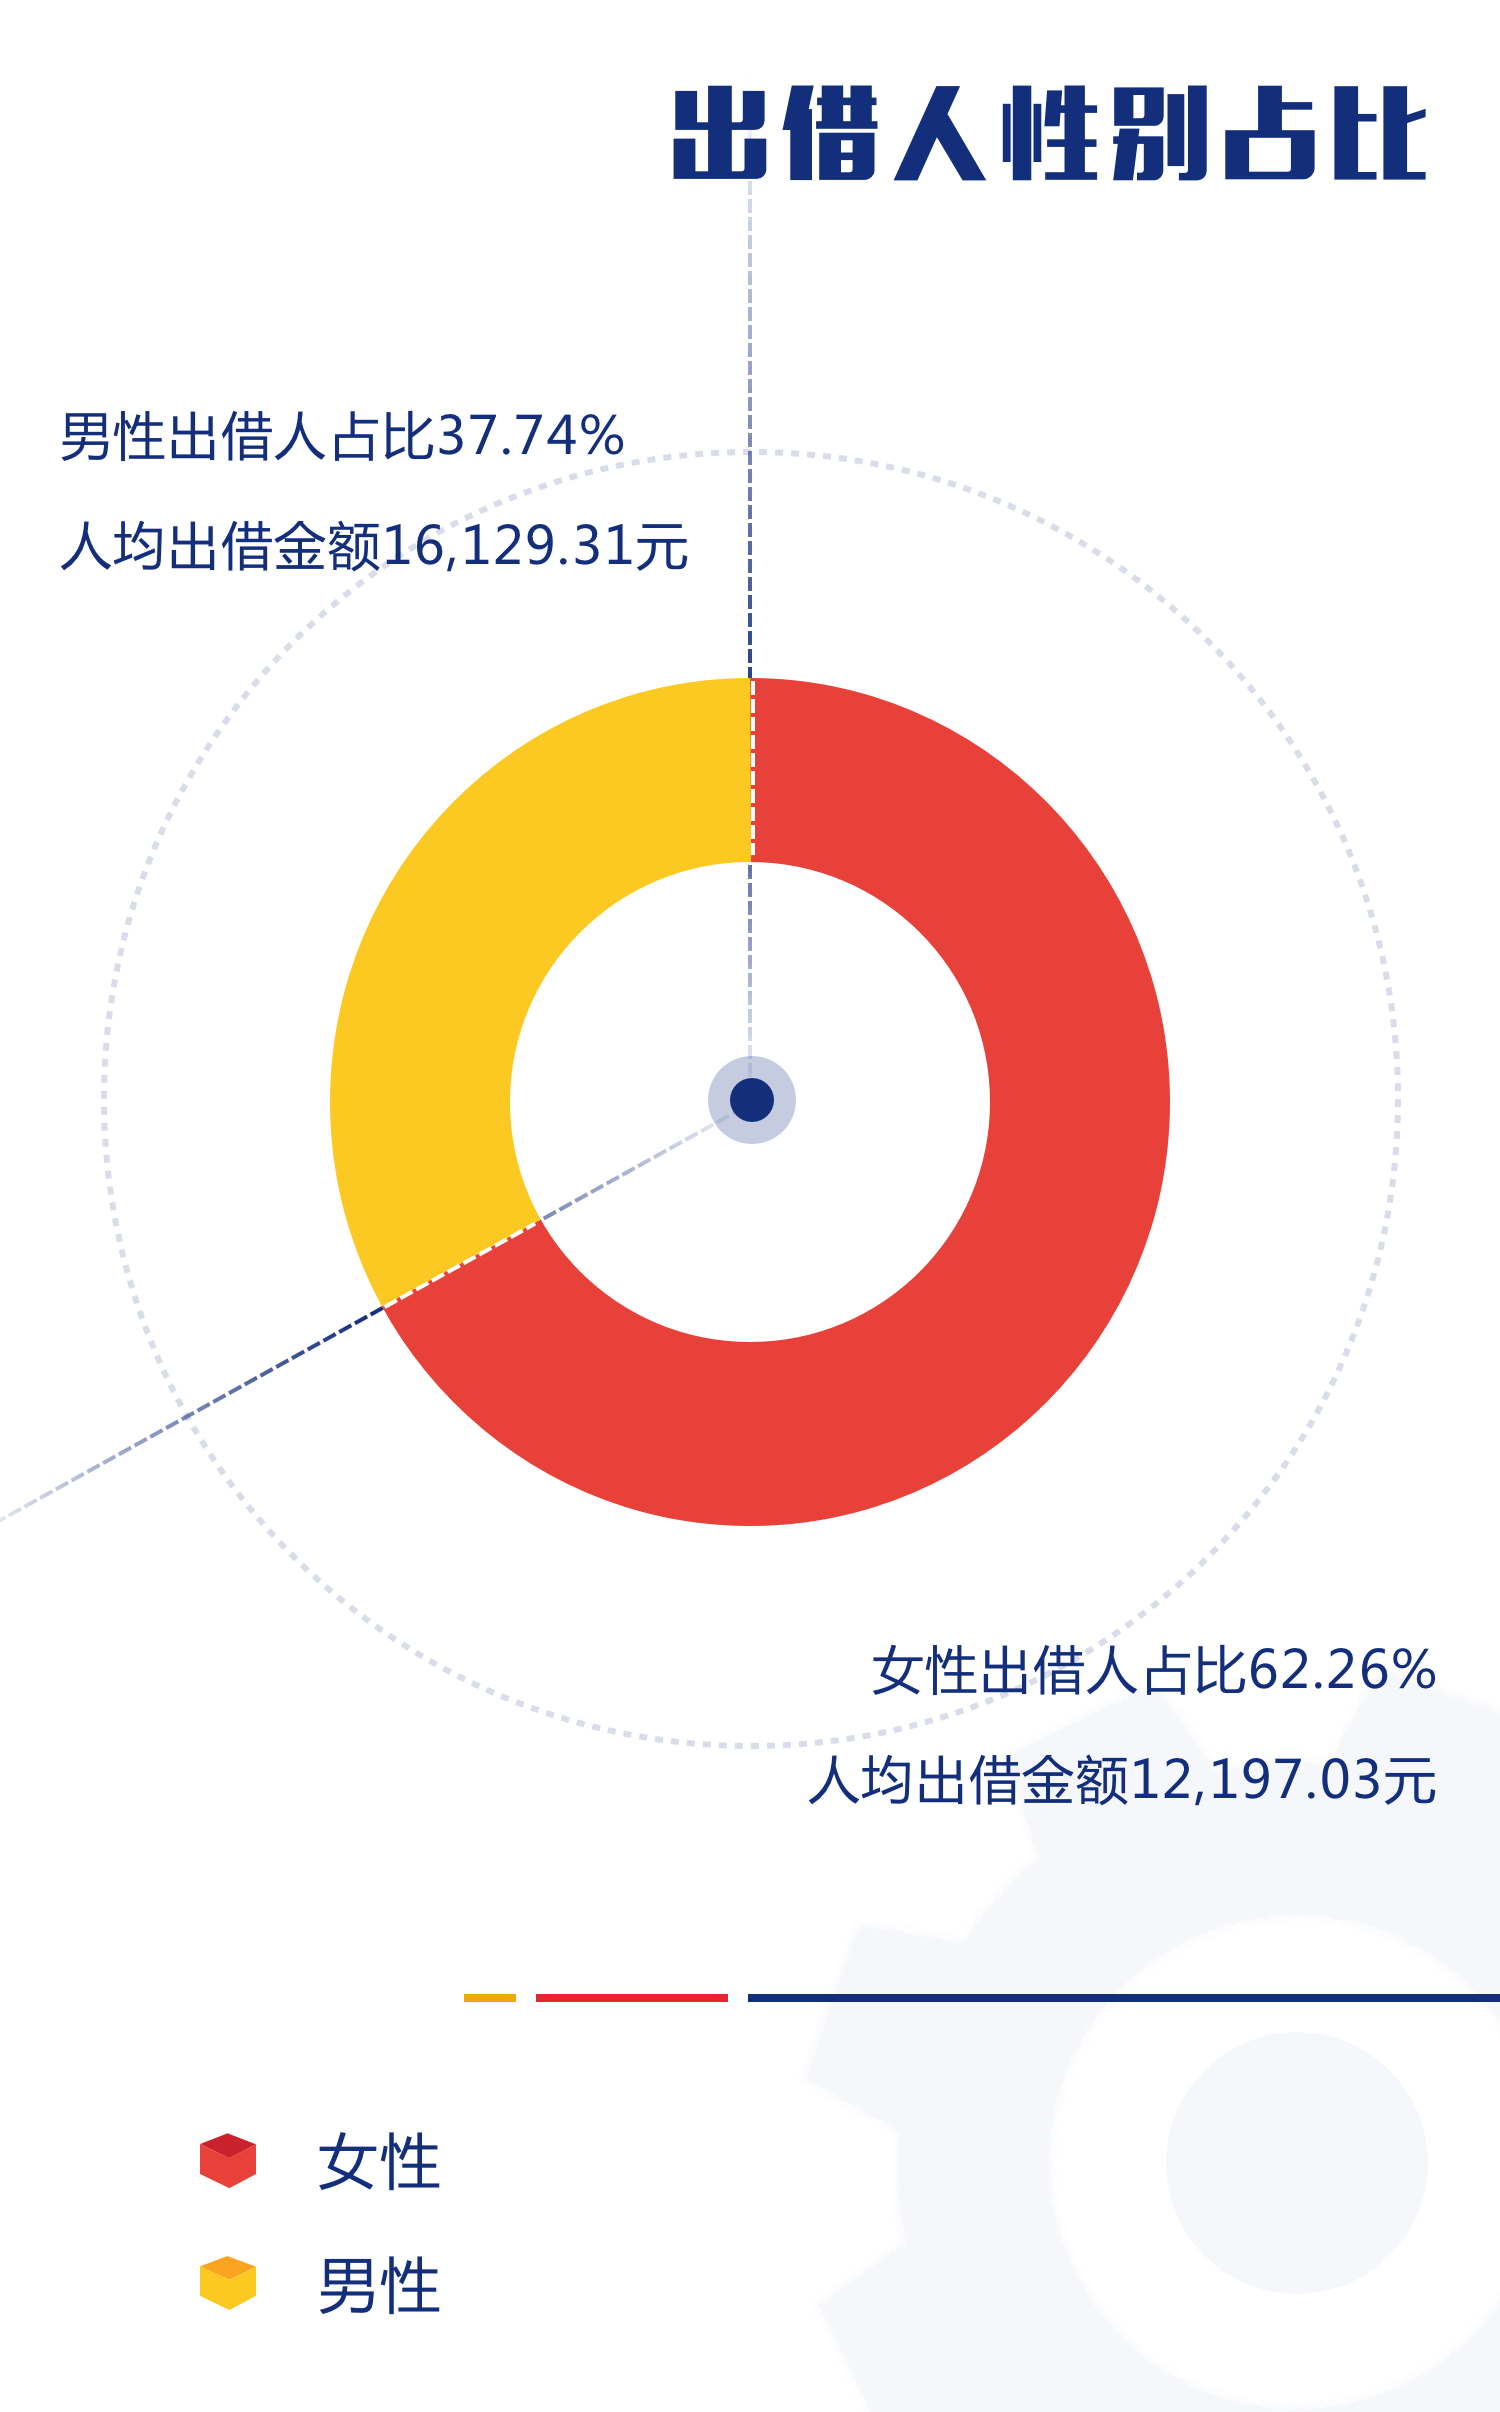 出借人性别占比
男性出借人占比37.74%
人均出借金额16,129.31元
女性出借人占比62.26%
人均出借金额12,197.03元
女性
男性